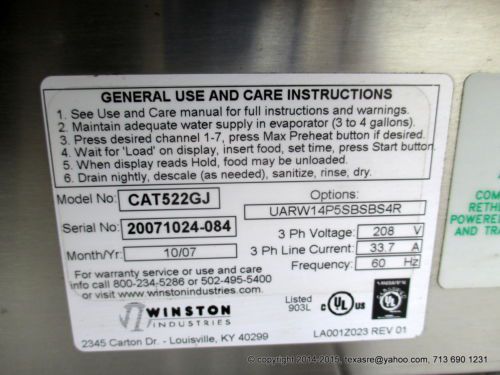 GENERAL USE AND CARE INSTRUCTIONS
1. See Use and Care manual for full instructions and warnings.
2. Maintain adequate water supply in evaporator (3 to 4 gallons).
3. Press desired channel 1-7, press Max Preheat button if desired.
4. Wait for 'Load' on display, insert food, set time, press Start button.
5. When display reads Hold, food may be unloaded.
6. Drain nightly, descale (as needed), sanitize, rinse, dry.
Model No: CAT522GJ
Options:
UARW14P5SBSBS4R
Serial No: 20071024-084
3 Ph Voltage: 208 V
Month/Yr: 10/07
3 Ph Line Current: 33.7 A
Frequency: 60 Hz
For warranty service or use and care
info call 800-234-5286 or 502-495-5400
or visit www.winstonindustries.com
WINSTON
INDUSTRIES
Listed
903L
C UL US
2345 Carton Dr. - Louisville, KY 40299
LA001Z023 REV 01
COM
RETHE
POWERED
AND TRA
© copyright 2014-2015, texasre@yahoo.com, 713 690 1231